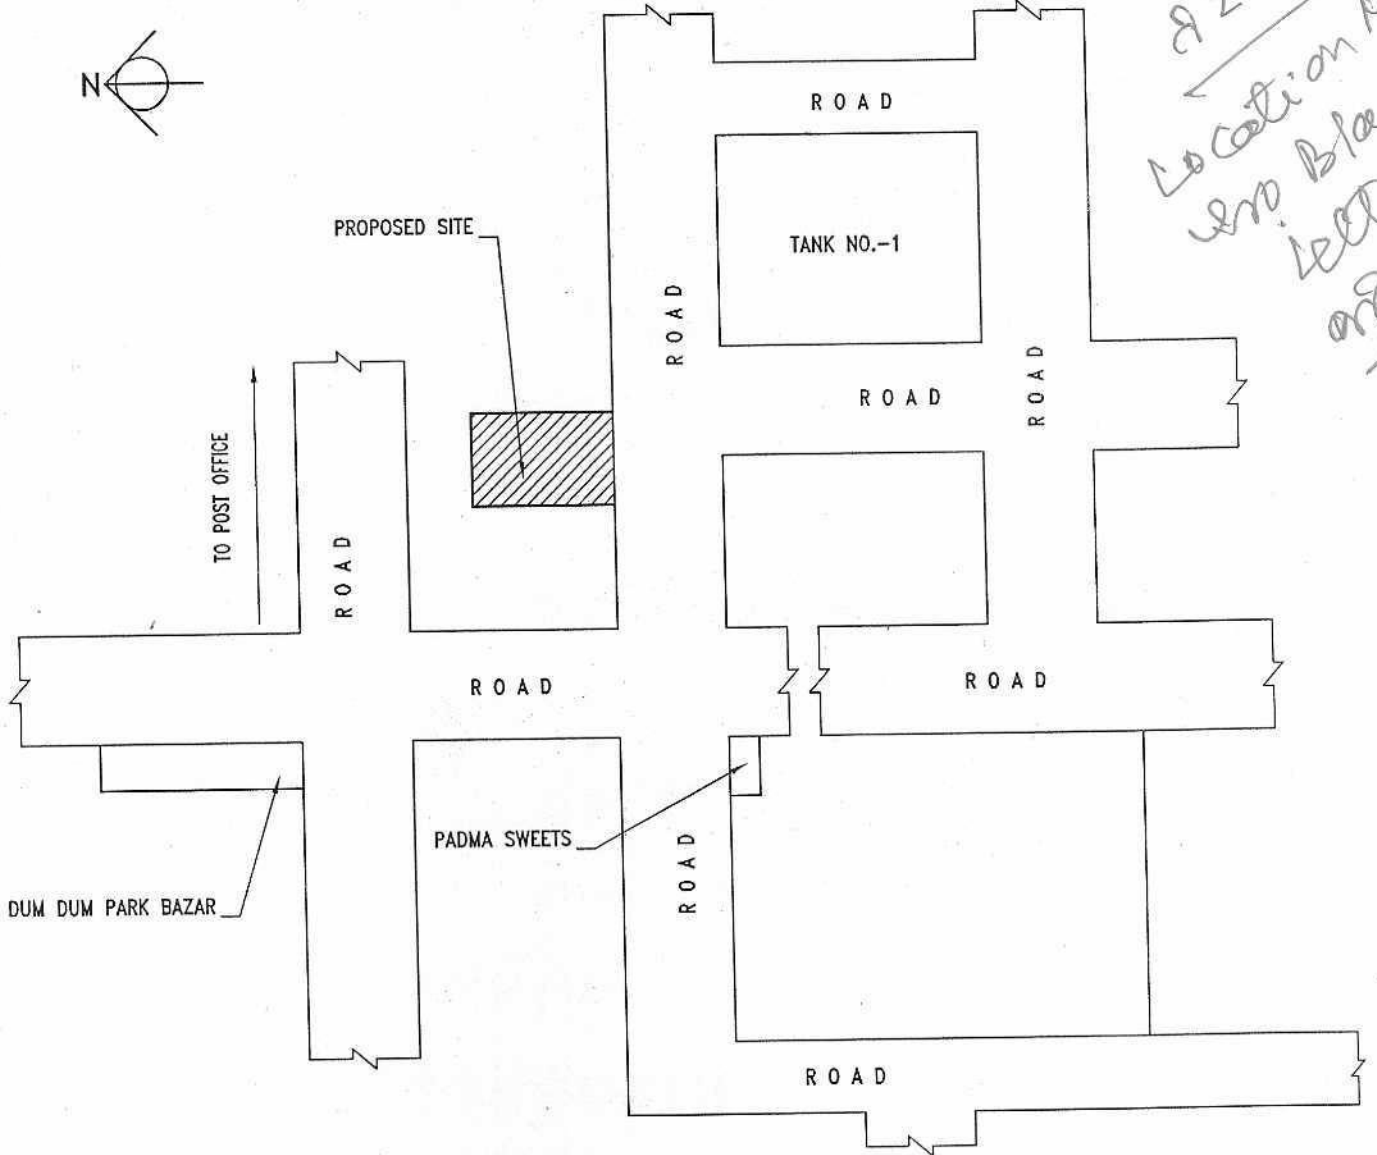 N
ROAD
PROPOSED SITE
TANK NO.-1
ROAD
ROAD
ROAD
TO POST OFFICE
ROAD
ROAD
ROAD
PADMA SWEETS
ROAD
DUM DUM PARK BAZAR
ROAD
Location